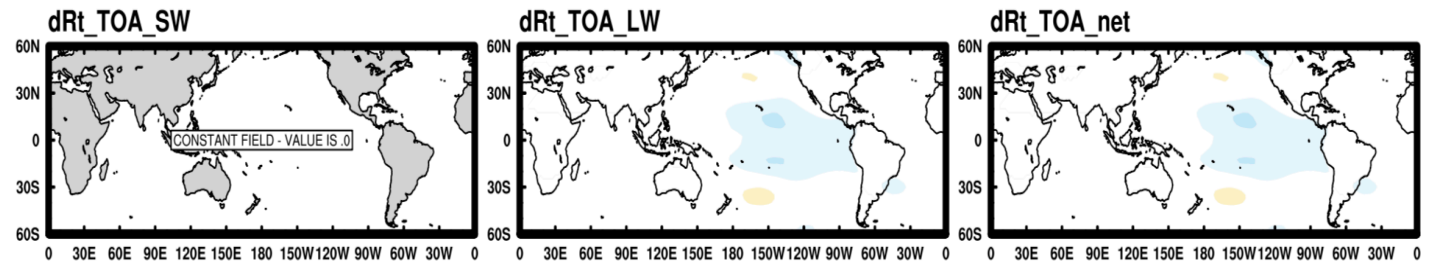 dRt_TOA_SW dRt_TOA_LW dRt_TOA_net
60N 60N 60N
30N 30N 30N
CONSTANT FIELD - VALUE IS .0
0 0 0
30S 30S 30S
60S 60S 60S
0 30E 60E 90E 120E 150E 180 150W 120W 90W 60W 30W 0 0 30E 60E 90E 120E 150E 180 150W 120W 90W 60W 30W 0 0 30E 60E 90E 120E 150E 180 150W 120W 90W 60W 30W 0